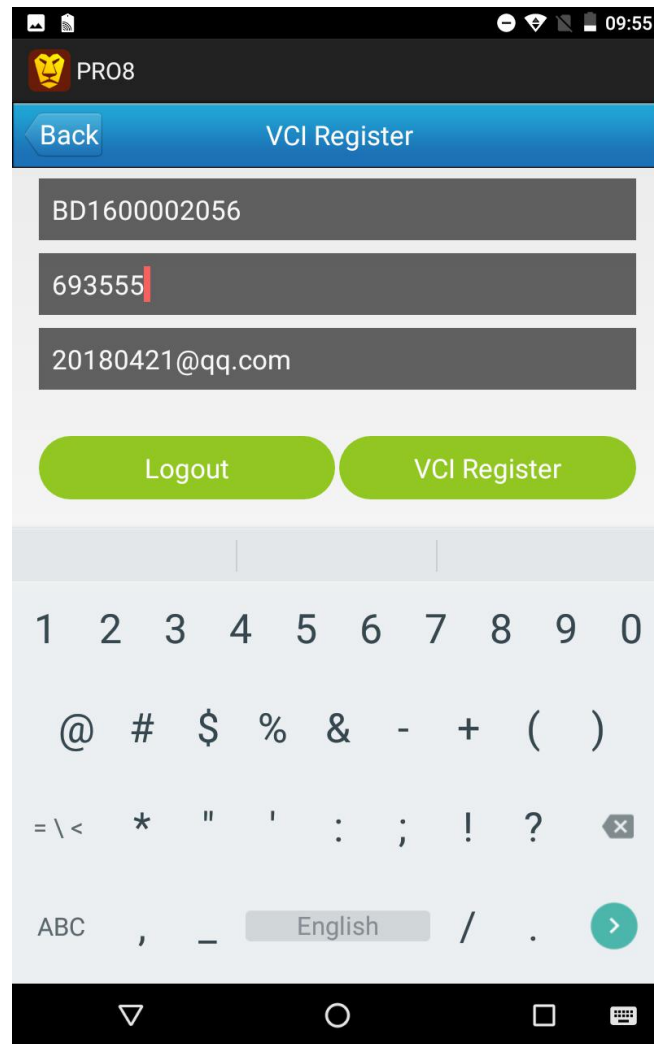 09:55
PRO8
Back VCI Register
BD1600002056
693555
20180421@qq.com
Logout VCI Register
1 2 3 4 5 6 7 8 9 0
@ # $ % & - + ( )
= \ < * " ' : ; ! ?
ABC , _ English / .